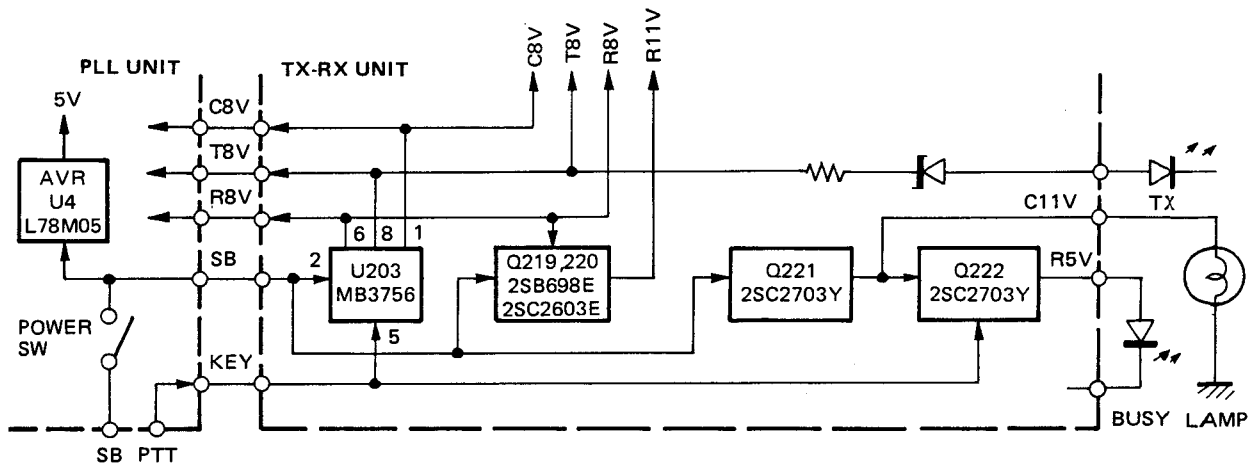 C8V
T8V
R8V
R11V
PLL UNIT
TX-RX UNIT
5V
C8V
T8V
AVR
U4
L78M05
R8V
TX
C11V
6 8 1
SB
2
U203
MB3756
Q219,220
2SB698E
2SC2603E
Q221
2SC2703Y
Q222
2SC2703Y
R5V
POWER
SW
5
KEY
BUSY
LAMP
SB
PTT